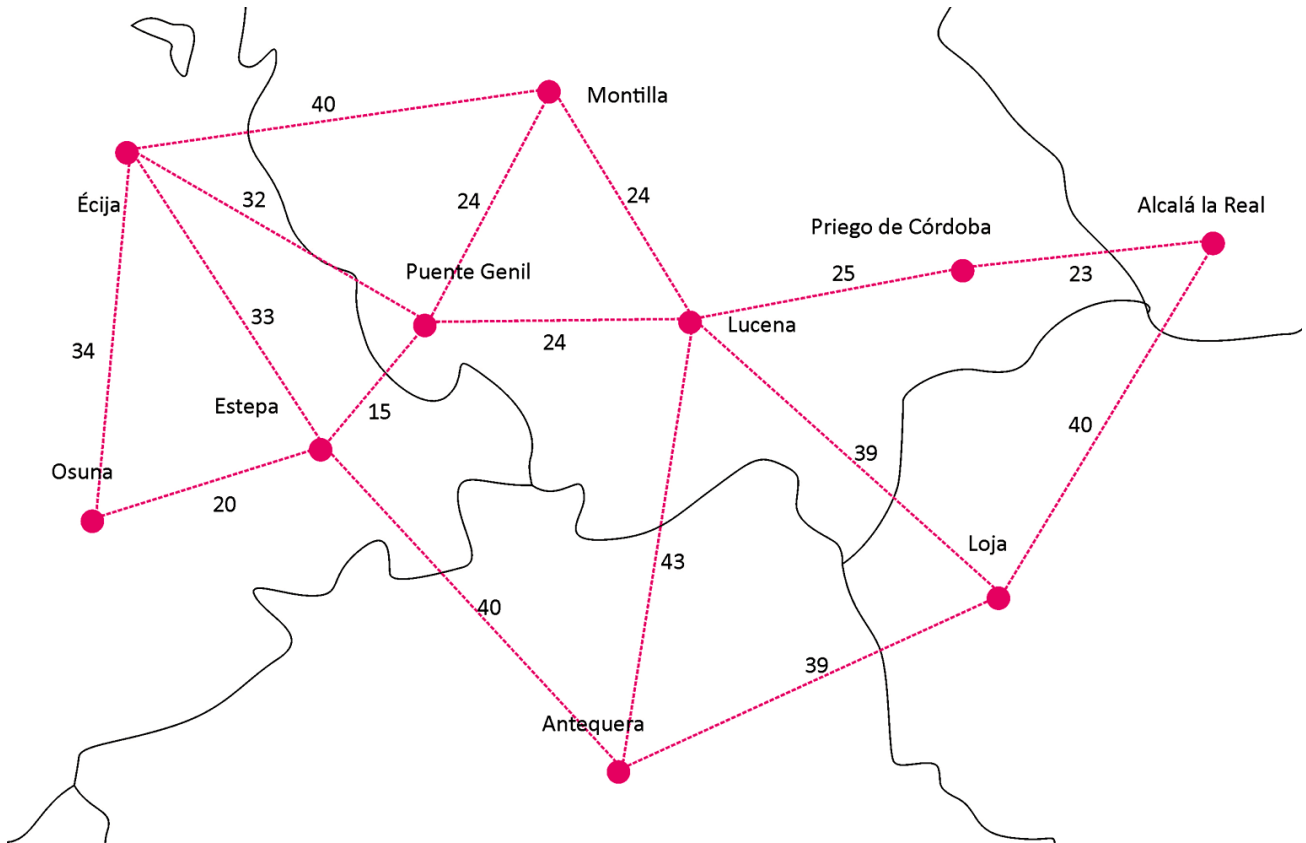 Montilla
40
Écija
32
24
24
Alcalá la Real
Priego de Córdoba
Puente Genil
25
23
33
Lucena
34
24
Estepa
15
40
39
Osuna
20
Loja
43
40
39
Antequera